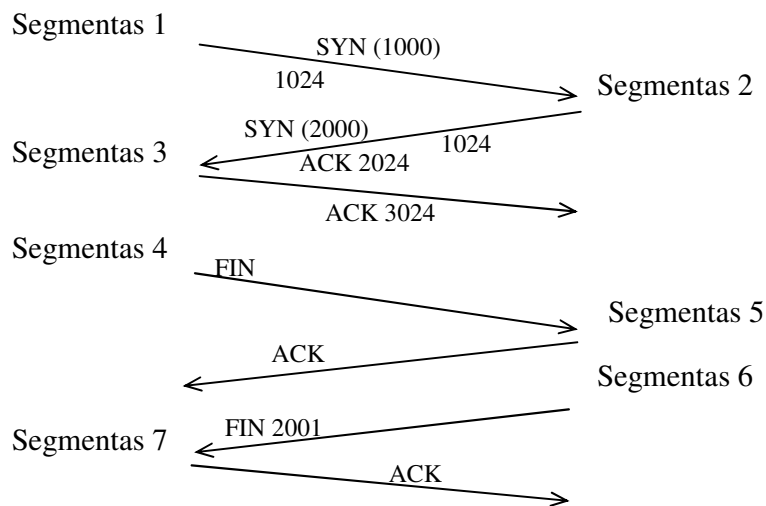 Segmentas 1
SYN (1000)
1024
Segmentas 2
SYN (2000)
1024
Segmentas 3
ACK 2024
ACK 3024
Segmentas 4
FIN
Segmentas 5
ACK
Segmentas 6
FIN 2001
Segmentas 7
ACK